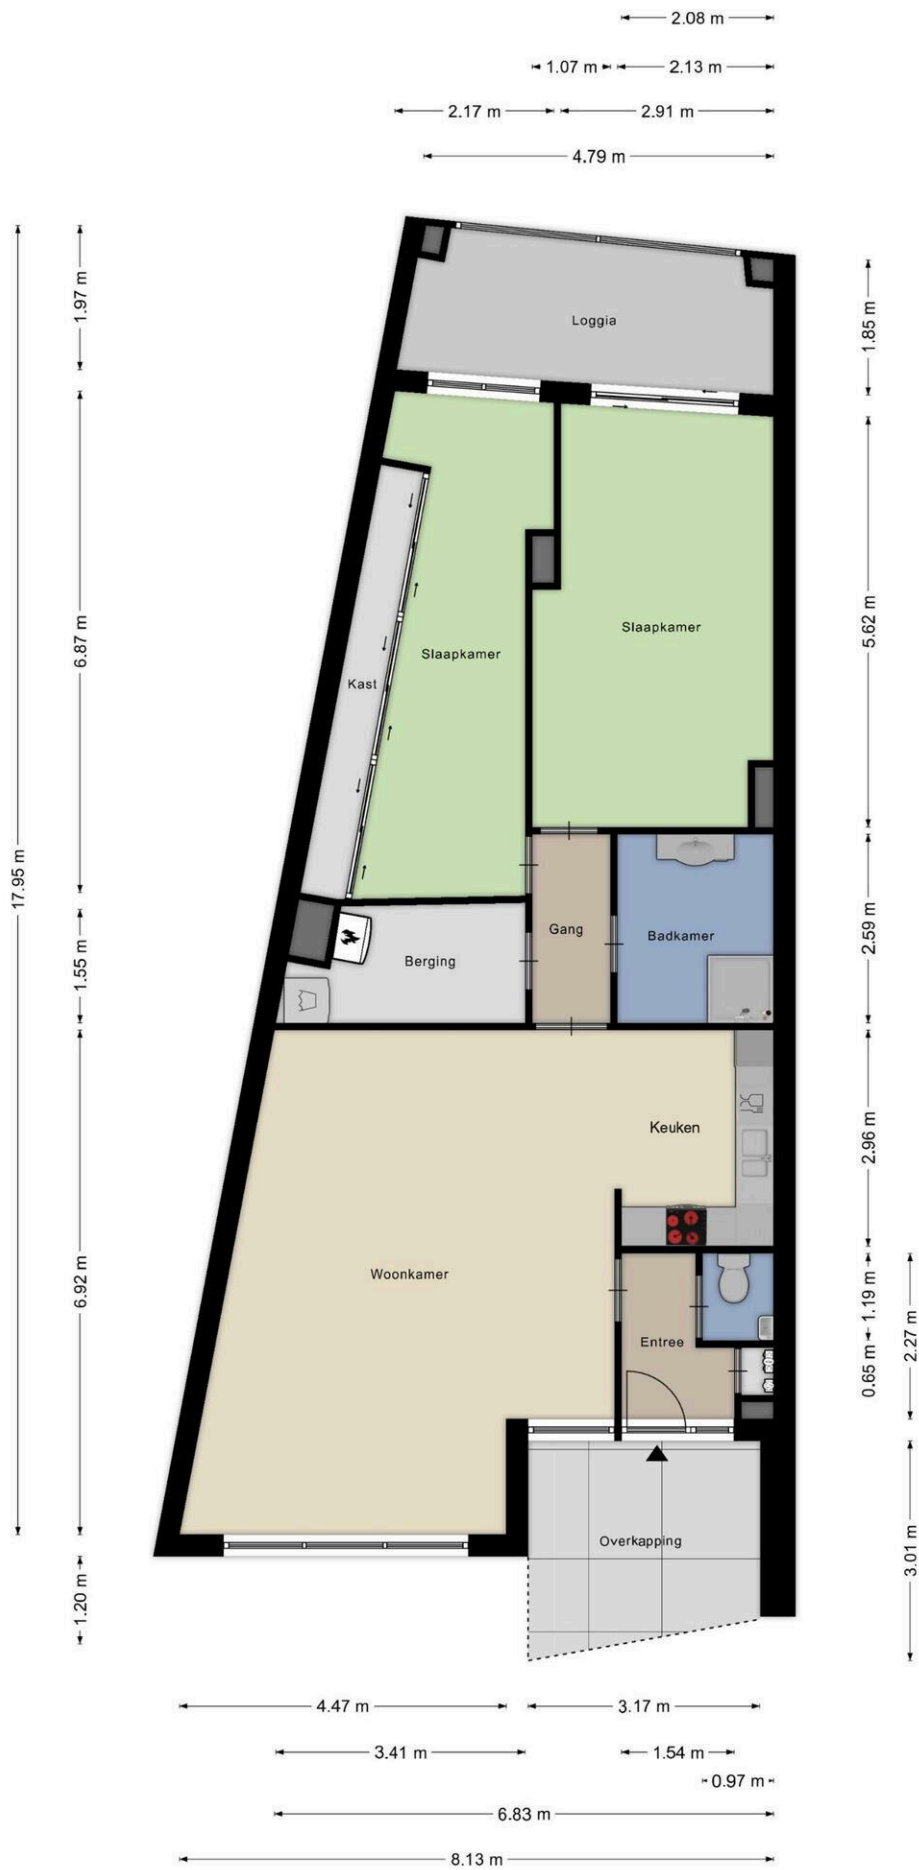 2.08 m
1.07 m
2.13 m
2.17 m
2.91 m
4.79 m
1.97 m
1.85 m
Loggia
6.87 m
5.62 m
Slaapkamer
Slaapkamer
Kast
17.95 m
1.55 m
2.59 m
Gang
Badkamer
Berging
Keuken
2.96 m
Woonkamer
6.92 m
1.19 m
2.27 m
Entree
0.65 m
Overkapping
3.01 m
1.20 m
4.47 m
3.17 m
3.41 m
1.54 m
0.97 m
6.83 m
8.13 m